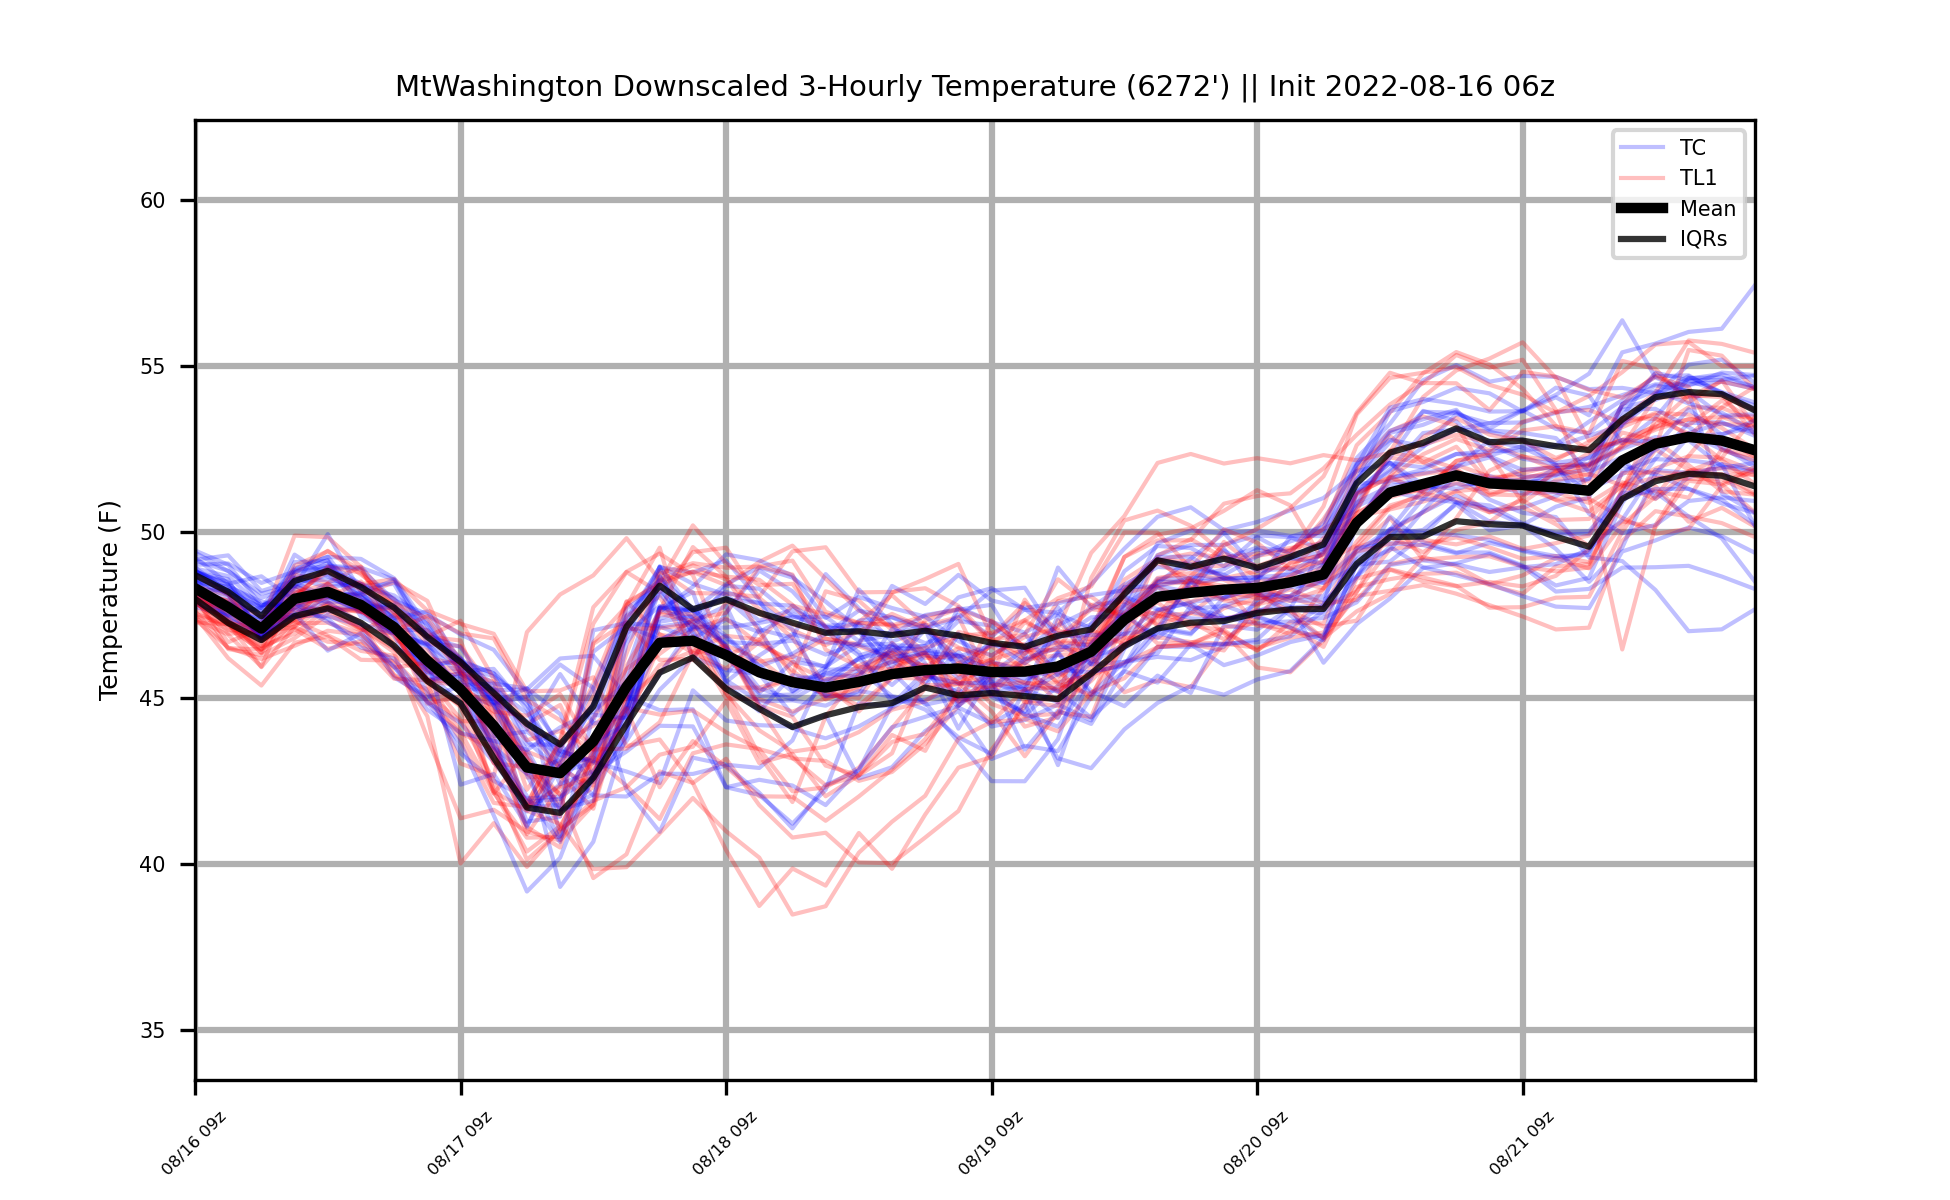 MtWashington Downscaled 3-Hourly Temperature (6272') || Init 2022-08-16 06z
TC
TL1
Mean
IQRs
Temperature (F)
60
55
50
45
40
35
08/16 09z
08/17 09z
08/18 09z
08/19 09z
08/20 09z
08/21 09z